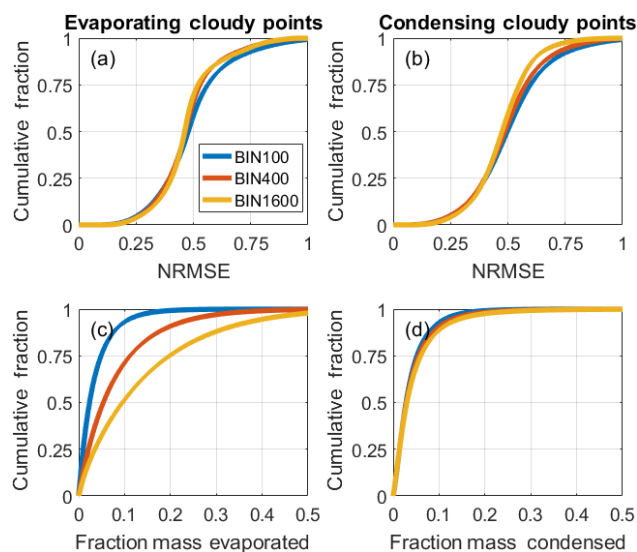 Evaporating cloudy points
Condensing cloudy points
(a)
(b)
1
0.75
0.5
0.25
0
Cumulative fraction
BIN100
BIN400
BIN1600
0 0.25 0.5 0.75 1
NRMSE
1
0.75
0.5
0.25
0
Cumulative fraction
0 0.25 0.5 0.75 1
NRMSE
(c)
(d)
1
0.75
0.5
0.25
0
Cumulative fraction
0 0.1 0.2 0.3 0.4 0.5
Fraction mass evaporated
1
0.75
0.5
0.25
0
Cumulative fraction
0 0.1 0.2 0.3 0.4 0.5
Fraction mass condensed